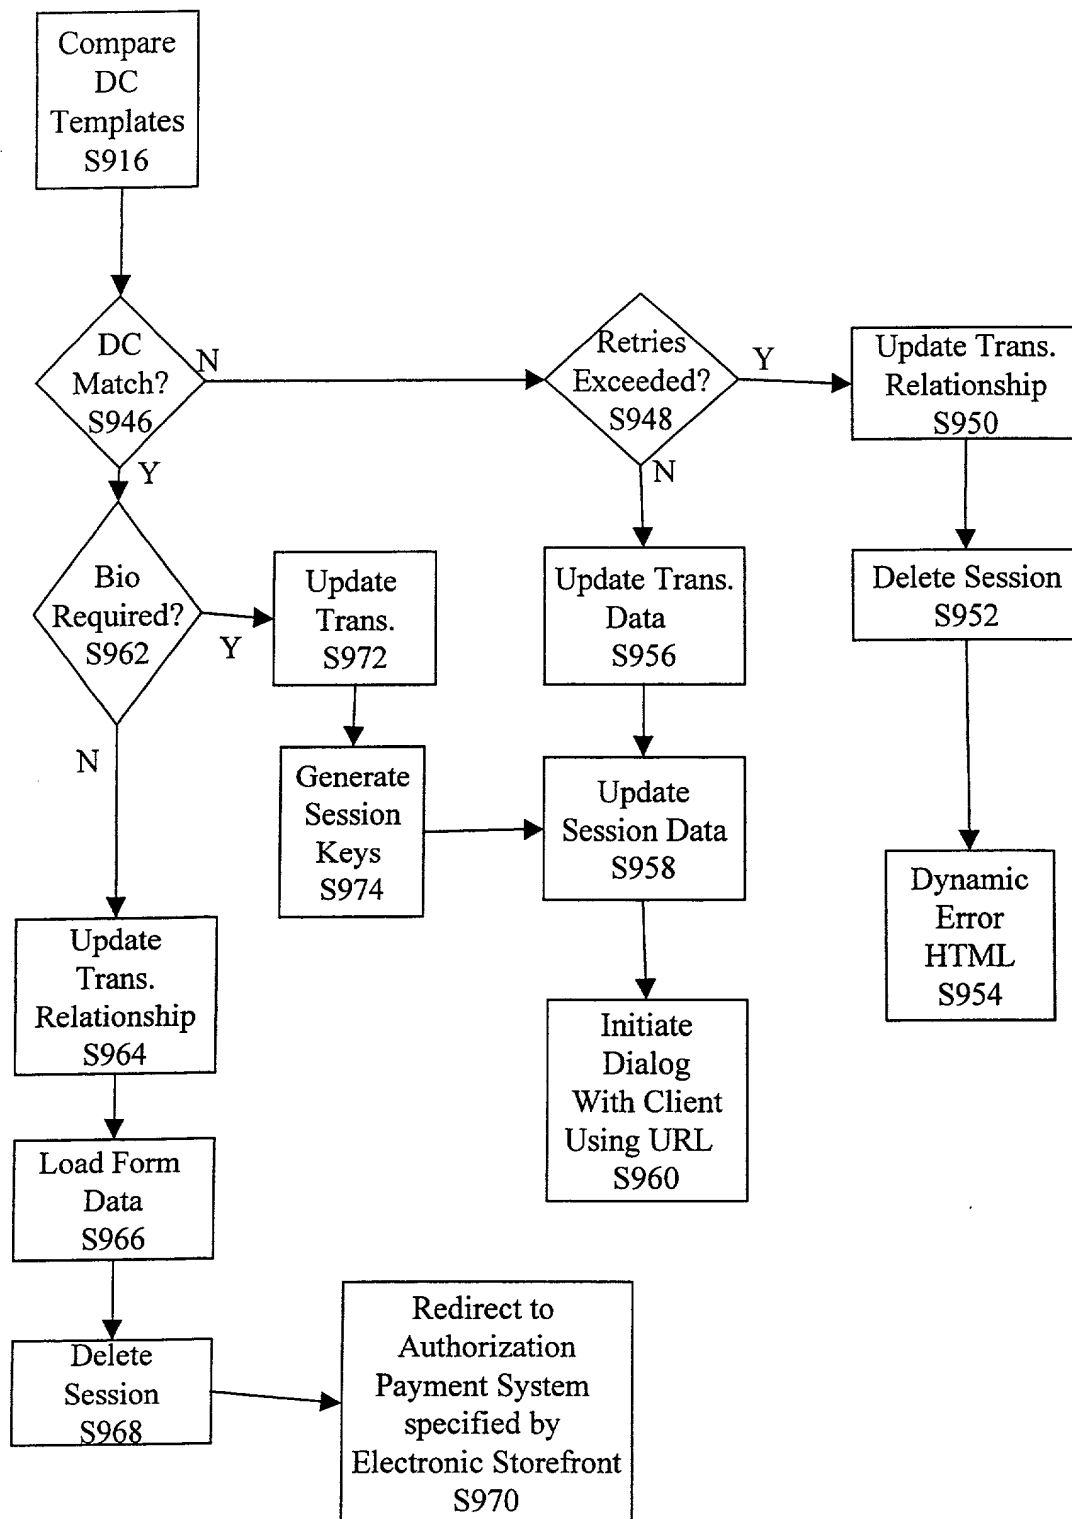 Compare
DC
Templates
S916
DC
Match?
S946
N
Y
Retries
Exceeded?
S948
Y
N
Update Trans.
Relationship
S950
Bio
Required?
S962
Y
N
Update
Trans.
S972
Update Trans.
Data
S956
Delete Session
S952
Generate
Session
Keys
S974
Update
Session Data
S958
Dynamic
Error
HTML
S954
Update
Trans.
Relationship
S964
Initiate
Dialog
With Client
Using URL
S960
Load Form
Data
S966
Delete
Session
S968
Redirect to
Authorization
Payment System
specified by
Electronic Storefront
S970